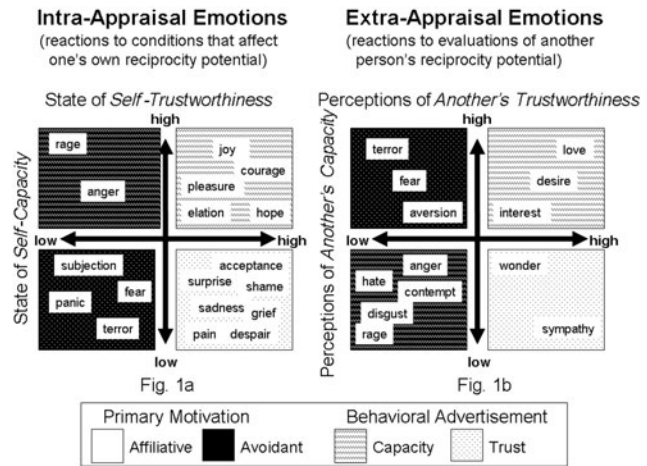 Intra-Appraisal Emotions
(reactions to conditions that affect
one's own reciprocity potential)
State of Self-Trustworthiness
high
rage
joy
courage
anger
pleasure
elation
hope
State of Self-Capacity
low
high
subjection
acceptance
surprise
shame
fear
panic
sadness
grief
terror
pain
despair
low
Fig. 1a
Extra-Appraisal Emotions
(reactions to evaluations of another
person's reciprocity potential)
Perceptions of Another's Trustworthiness
high
terror
love
fear
desire
aversion
interest
Perceptions of Another's Capacity
low
high
anger
wonder
hate
contempt
disgust
sympathy
rage
low
Fig. 1b
Primary Motivation
Behavioral Advertisement
Affiliative
Avoidant
Capacity
Trust